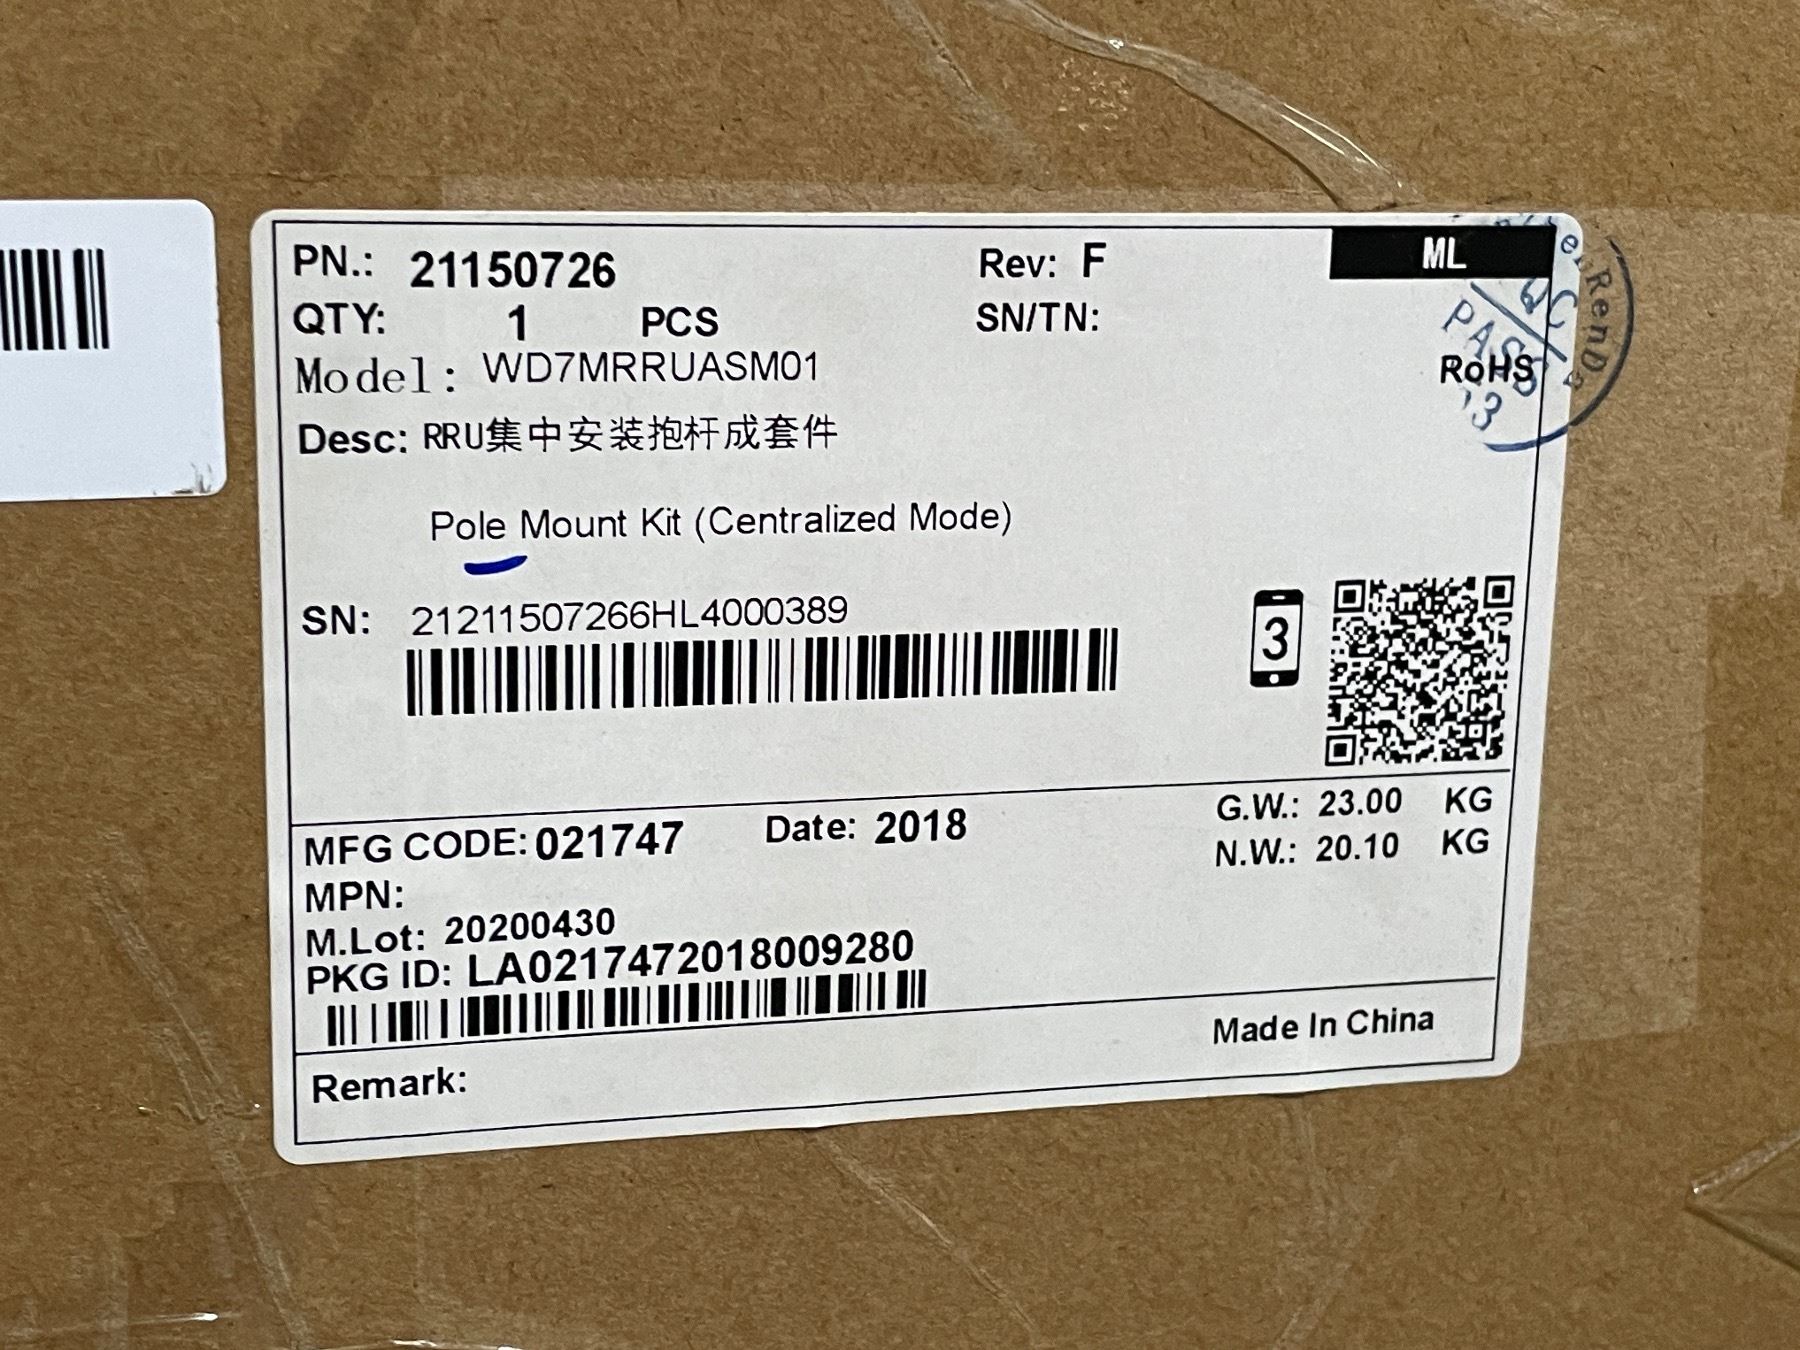 PN.: 21150726 Rev: F ML
QTY: 1 PCS SN/TN:
Model: WD7MRRUASM01 RoHS
QC
PASS
Desc: RRU集中安装抱杆成套件
Pole Mount Kit (Centralized Mode)
SN: 21211507266HL4000389
3
MFG CODE: 021747 Date: 2018 G.W.: 23.00 KG
MPN: N.W.: 20.10 KG
M.Lot: 20200430
PKG ID: LA0217472018009280
Made In China
Remark: